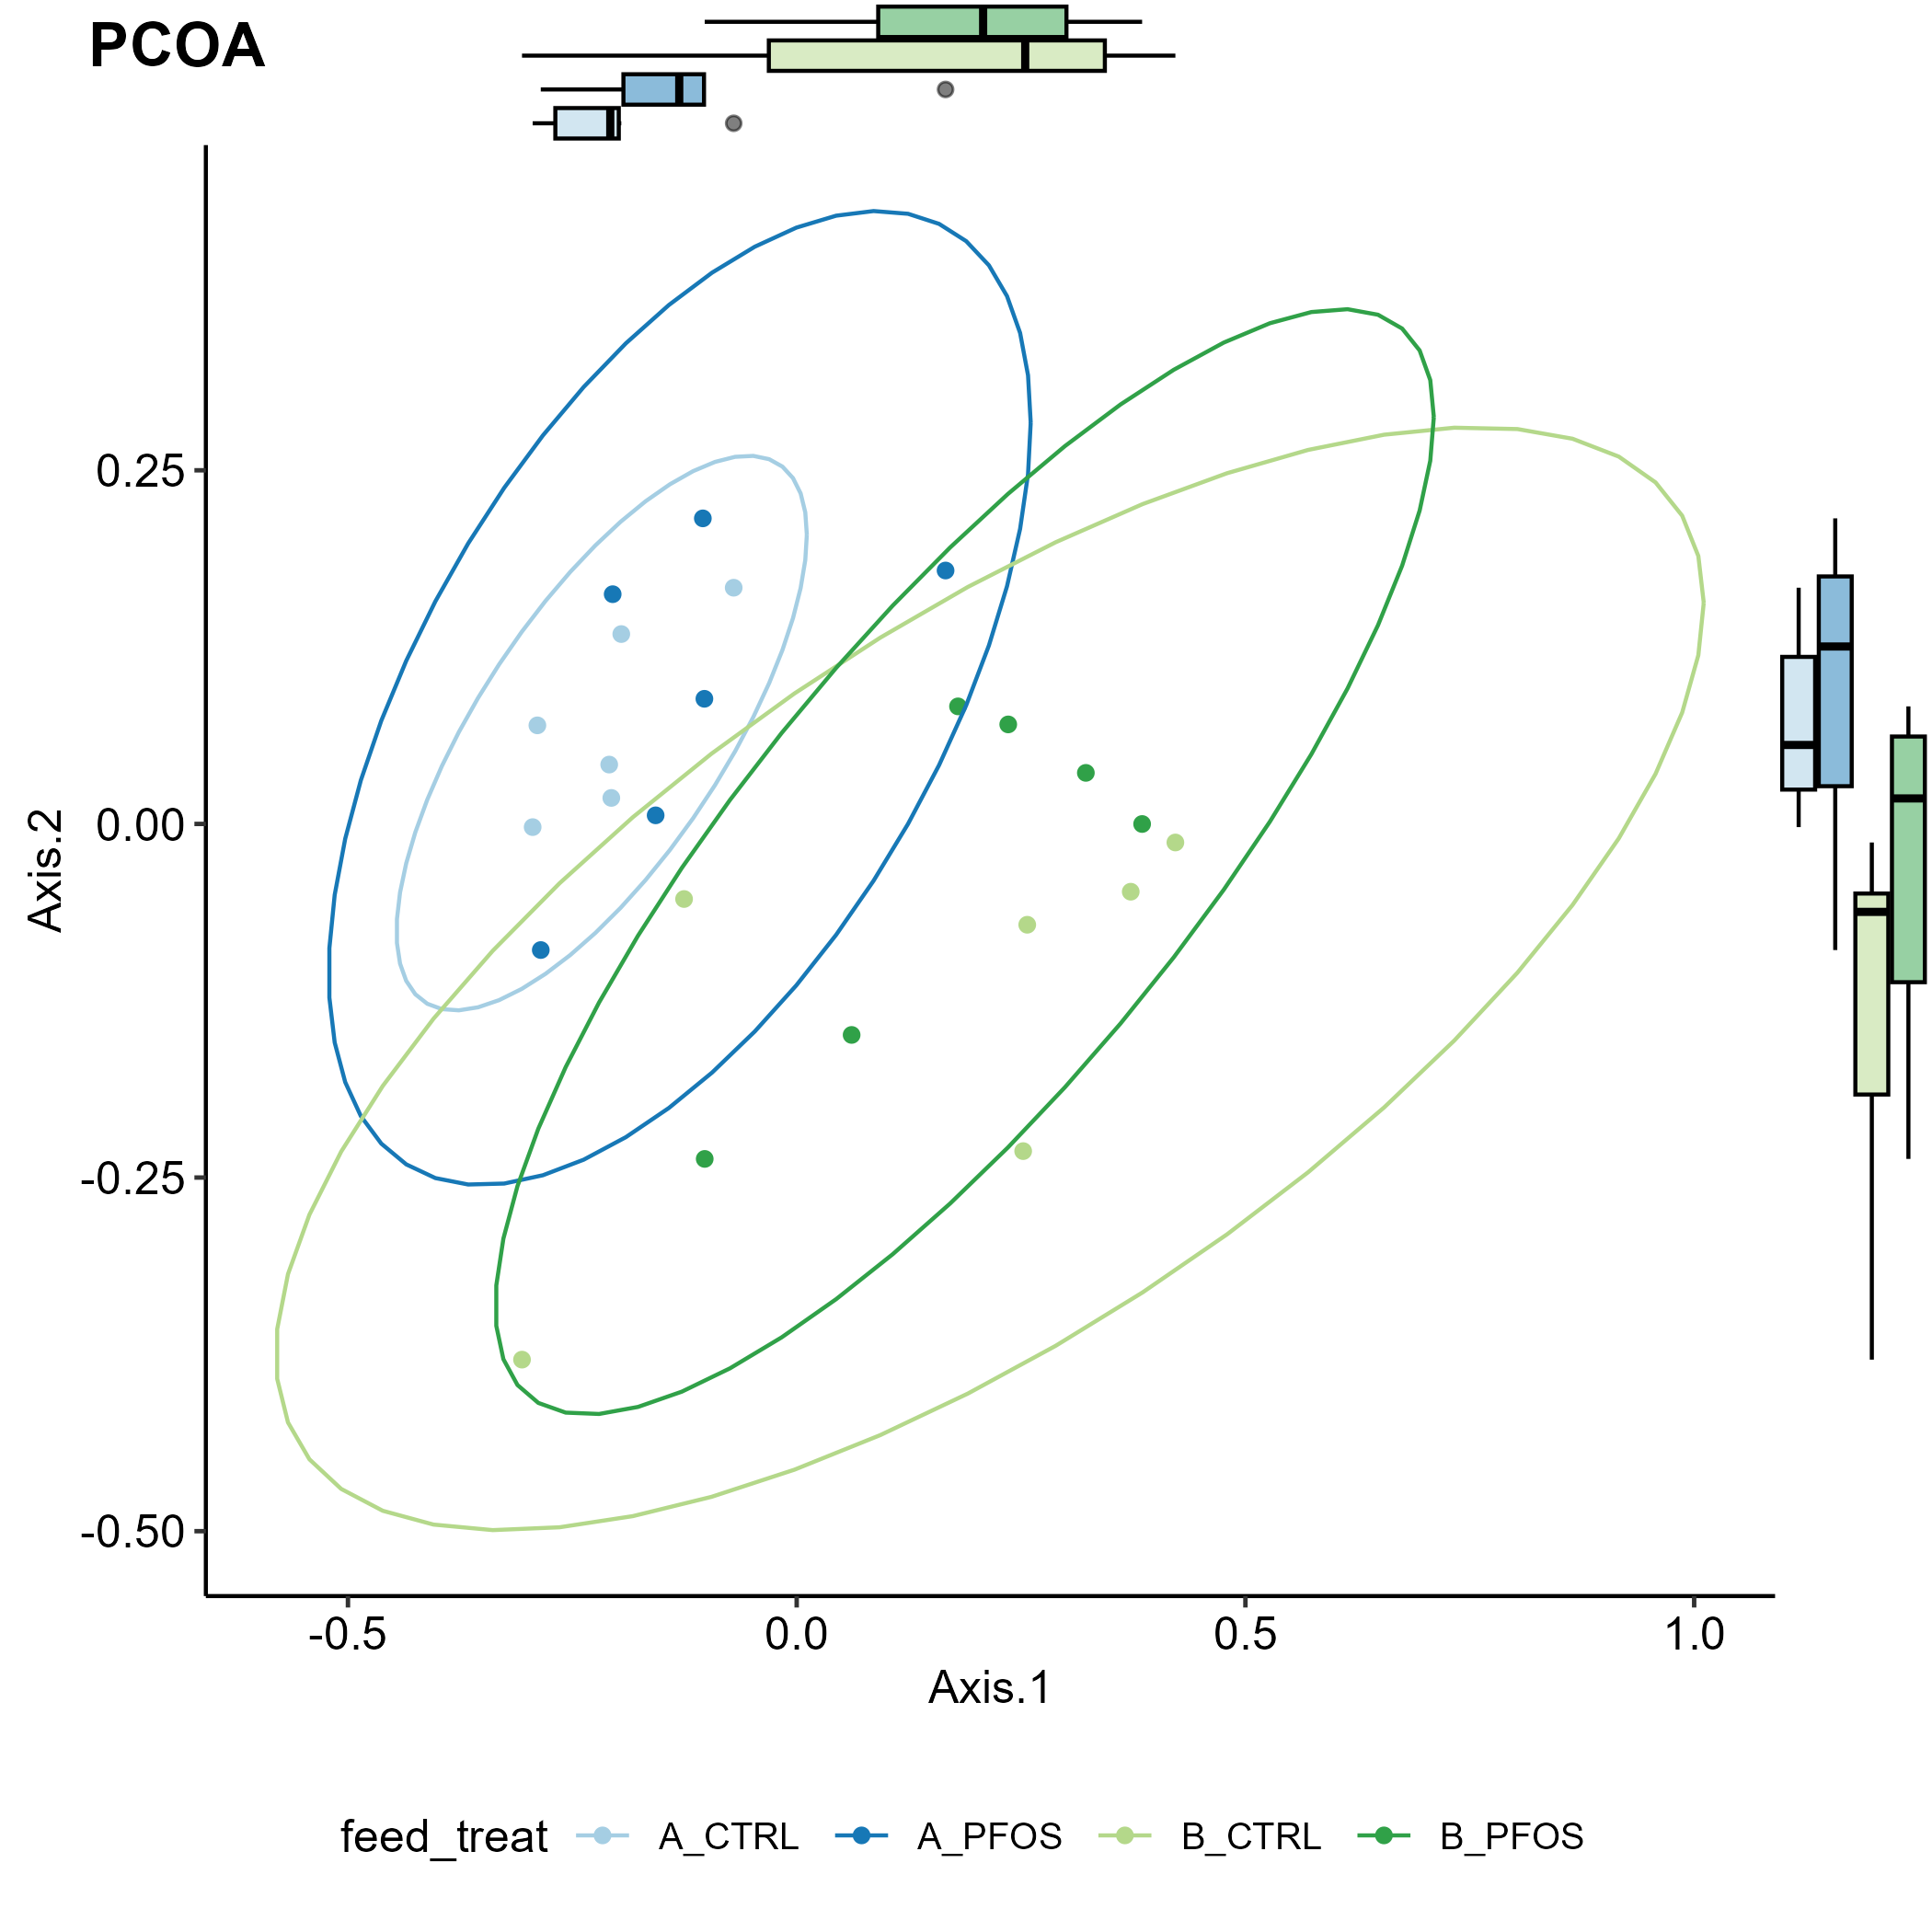 PCOA
0.25
0.00
-0.25
-0.50
Axis.2
-0.5 0.0 0.5 1.0
Axis.1
feed_treat A_CTRL A_PFOS B_CTRL B_PFOS